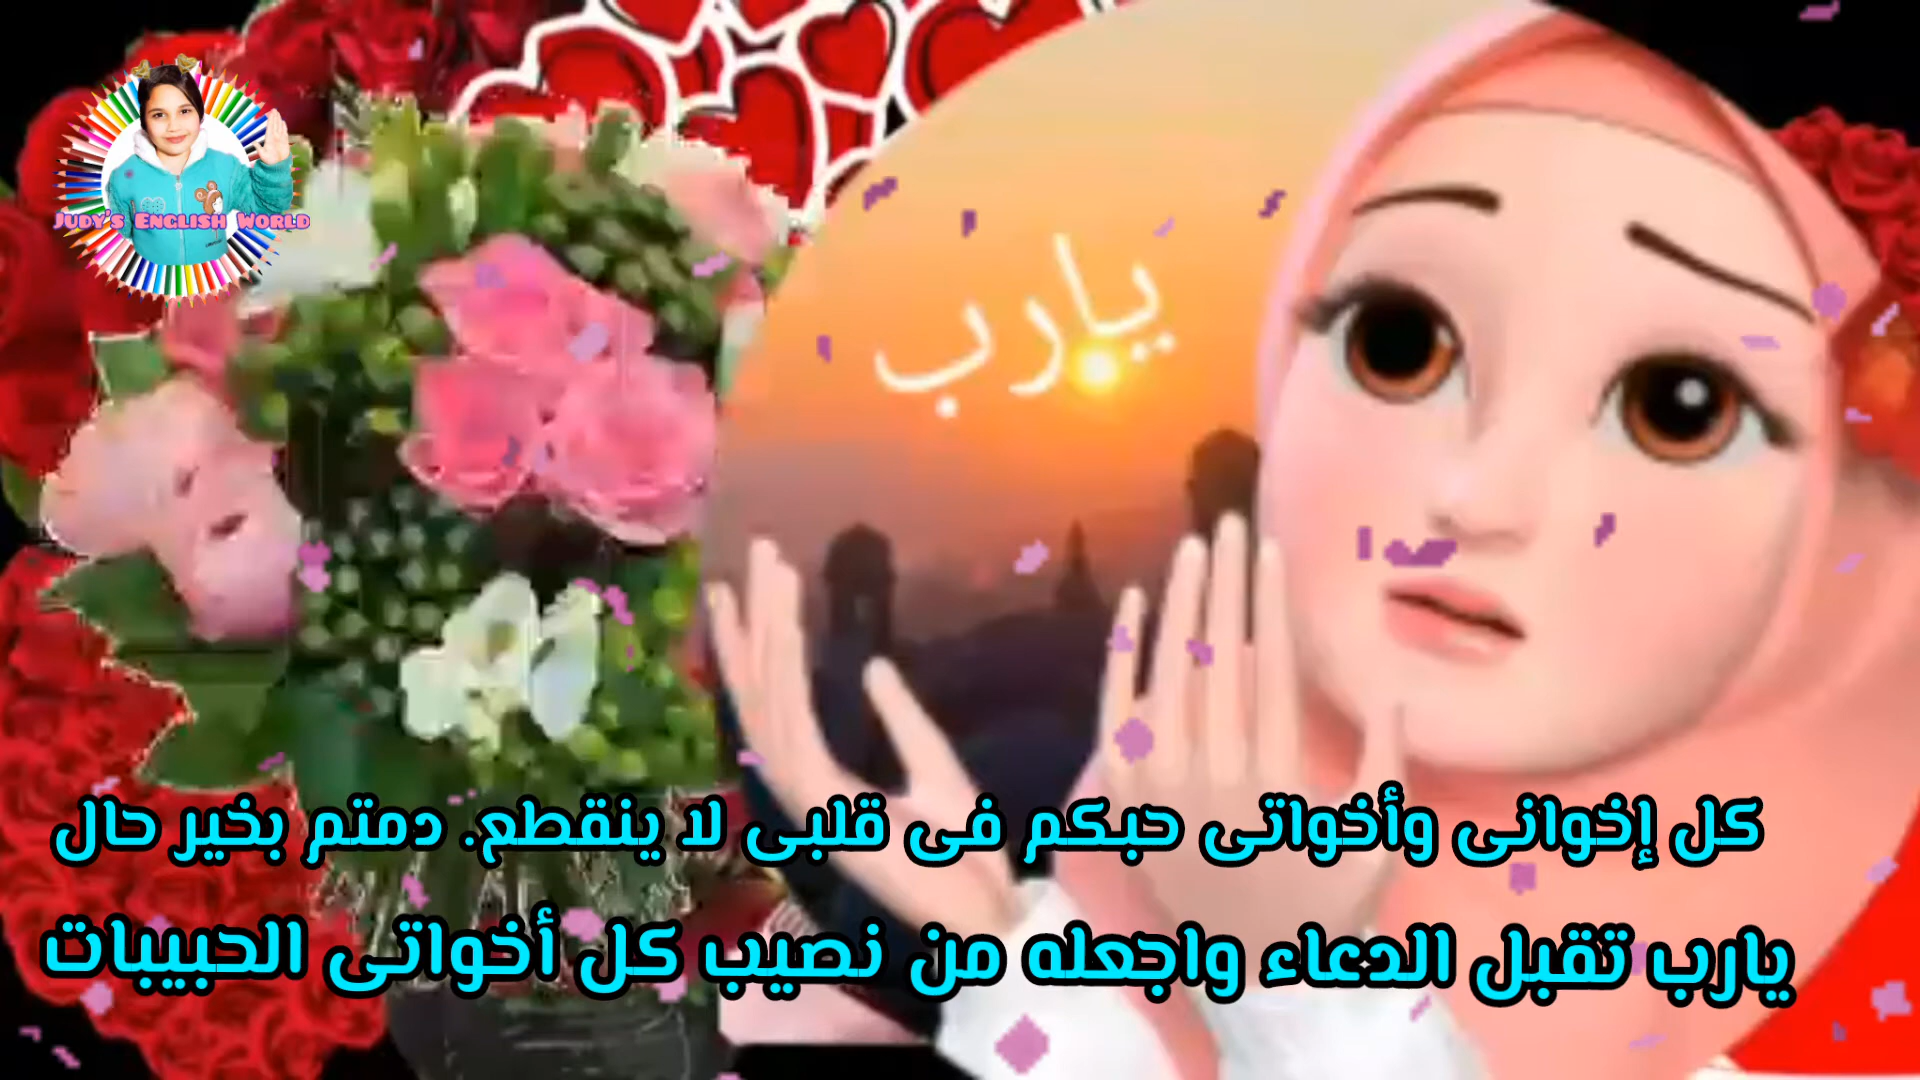 Judy's English World
يارب
كل إخوانى وأخواتى حبكم فى قلبى لا ينقطع. دمتم بخير حال
يارب تقبل الدعاء واجعله من نصيب كل أخواتى الحبيبات